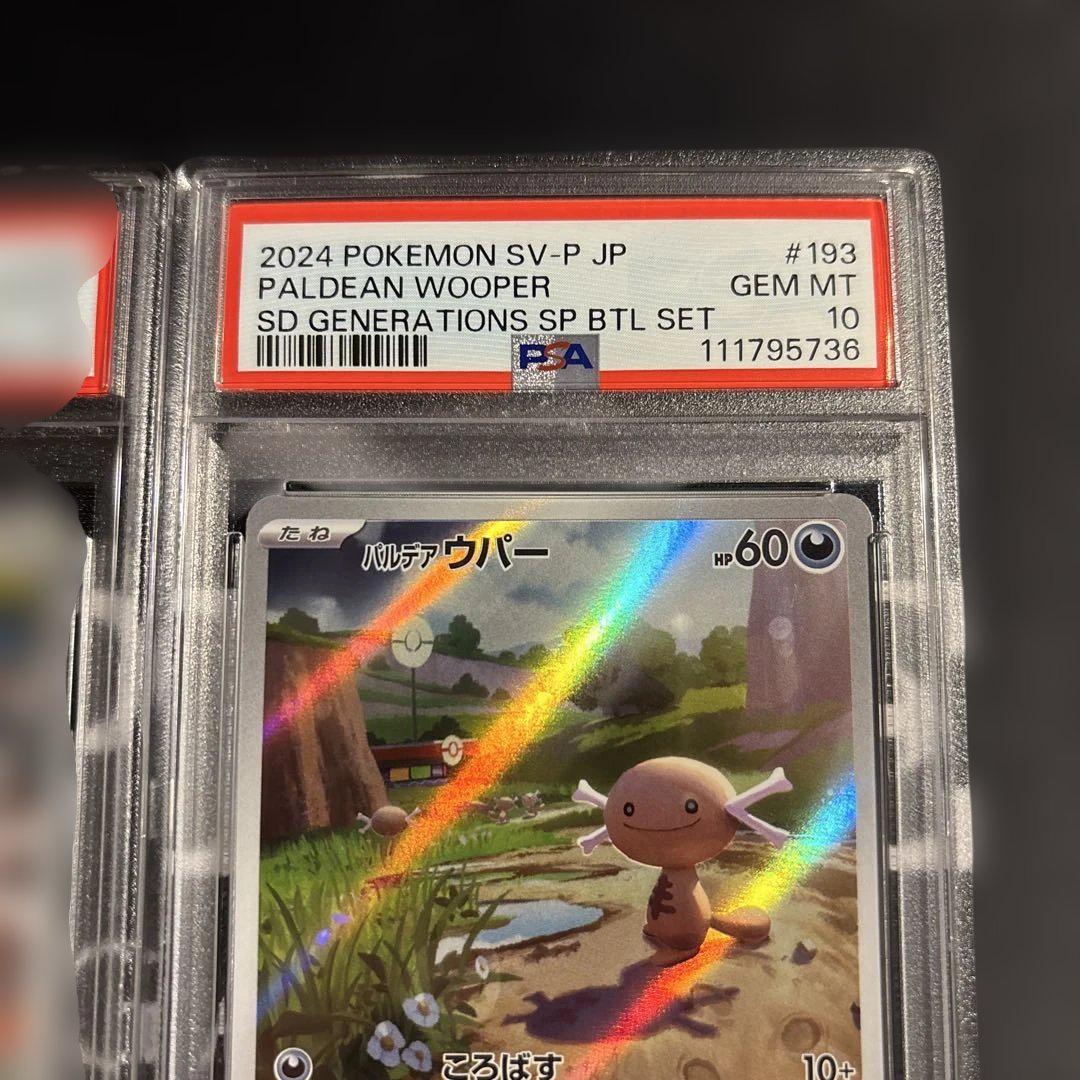 2024 POKEMON SV-P JP #193
PALDEAN WOOPER GEM MT
SD GENERATIONS SP BTL SET 10
PSA 111795736
たね パルデア ウパー HP60
ころばす 10+